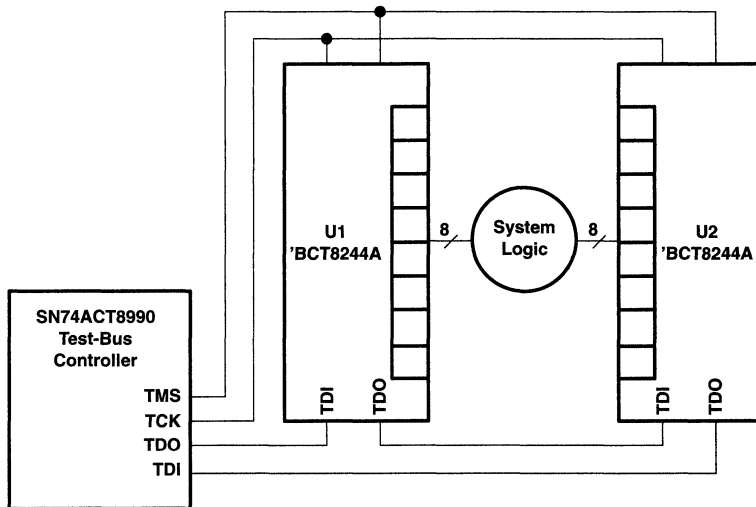 U1
'BCT8244A
8
System
Logic
8
U2
'BCT8244A
SN74ACT8990
Test-Bus
Controller
TMS
TCK
TDO
TDI
TDI
TDO
TDI
TDO